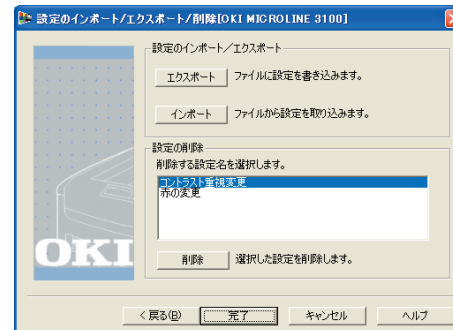 設定のインポート/エクスポート/削除[OKI MICROLINE 3100]
設定のインポート/エクスポート
エクスポート ファイルに設定を書き込みます。
インポート ファイルから設定を取り込みます。
設定の削除
削除する設定名を選択します。
コントラスト重視変更
赤の変更
OKI
削除 選択した設定を削除します。
< 戻る(B) 完了 キャンセル ヘルプ